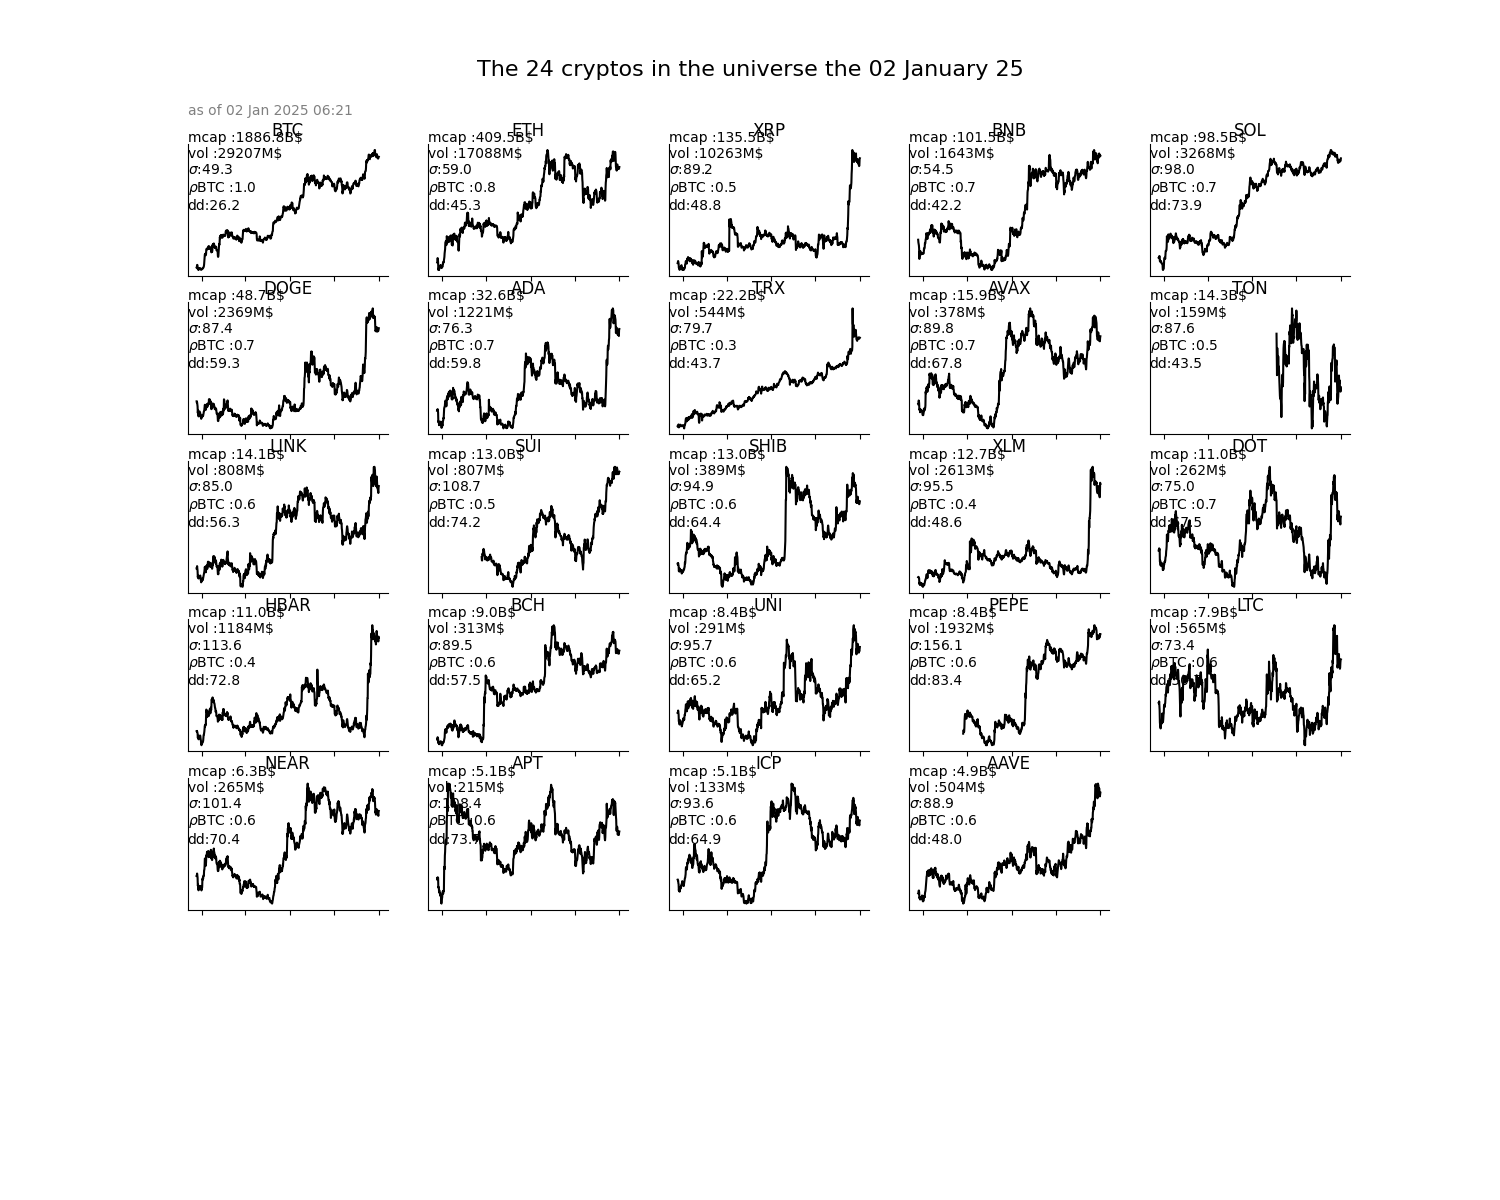 The 24 cryptos in the universe the 02 January 25
as of 02 Jan 2025 06:21
BTC
mcap :1886.8B$
vol :29207M$
σ:49.3
ρBTC :1.0
dd:26.2
ETH
mcap :409.5B$
vol :17088M$
σ:59.0
ρBTC :0.8
dd:45.3
XRP
mcap :135.5B$
vol :10263M$
σ:89.2
ρBTC :0.5
dd:48.8
BNB
mcap :101.5B$
vol :1643M$
σ:54.5
ρBTC :0.7
dd:42.2
SOL
mcap :98.5B$
vol :3268M$
σ:98.0
ρBTC :0.7
dd:73.9
DOGE
mcap :48.7B$
vol :2369M$
σ:87.4
ρBTC :0.7
dd:59.3
ADA
mcap :32.6B$
vol :1221M$
σ:76.3
ρBTC :0.7
dd:59.8
TRX
mcap :22.2B$
vol :544M$
σ:79.7
ρBTC :0.3
dd:43.7
AVAX
mcap :15.9B$
vol :378M$
σ:89.8
ρBTC :0.7
dd:67.8
TON
mcap :14.3B$
vol :159M$
σ:87.6
ρBTC :0.5
dd:43.5
LINK
mcap :14.1B$
vol :808M$
σ:85.0
ρBTC :0.6
dd:56.3
SUI
mcap :13.0B$
vol :807M$
σ:108.7
ρBTC :0.5
dd:74.2
SHIB
mcap :13.0B$
vol :389M$
σ:94.9
ρBTC :0.6
dd:64.4
XLM
mcap :12.7B$
vol :2613M$
σ:95.5
ρBTC :0.4
dd:48.6
DOT
mcap :11.0B$
vol :262M$
σ:75.0
ρBTC :0.7
HBAR
mcap :11.0B$
vol :1184M$
σ:113.6
ρBTC :0.4
dd:72.8
BCH
mcap :9.0B$
vol :313M$
σ:89.5
ρBTC :0.6
dd:57.5
UNI
mcap :8.4B$
vol :291M$
σ:95.7
ρBTC :0.6
dd:65.2
PEPE
mcap :8.4B$
vol :1932M$
σ:156.1
ρBTC :0.6
dd:83.4
LTC
mcap :7.9B$
vol :565M$
σ:73.4
ρBTC :0.6
NEAR
mcap :6.3B$
vol :265M$
σ:101.4
ρBTC :0.6
dd:70.4
APT
mcap :5.1B$
vol :215M$
σ:108.4
ρBTC :0.6
ICP
mcap :5.1B$
vol :133M$
σ:93.6
ρBTC :0.6
dd:64.9
AAVE
mcap :4.9B$
vol :504M$
σ:88.9
ρBTC :0.6
dd:48.0